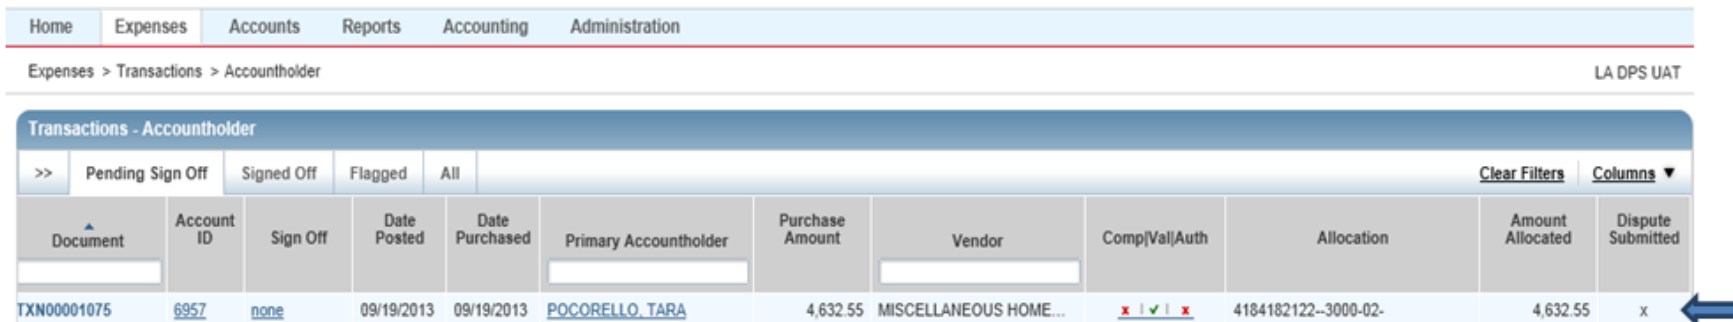 Home Expenses Accounts Reports Accounting Administration
Expenses > Transactions > Accountholder LA DPS UAT
Transactions - Accountholder
>> Pending Sign Off Signed Off Flagged All Clear Filters Columns ▼
Document Account ID Sign Off Date Posted Date Purchased Primary Accountholder Purchase Amount Vendor Comp|Val|Auth Allocation Amount Allocated Dispute Submitted
TXN00001075 6957 none 09/19/2013 09/19/2013 POCORELLO, TARA 4,632.55 MISCELLANEOUS HOME... x | ✓ | x 4184182122--3000-02- 4,632.55 x